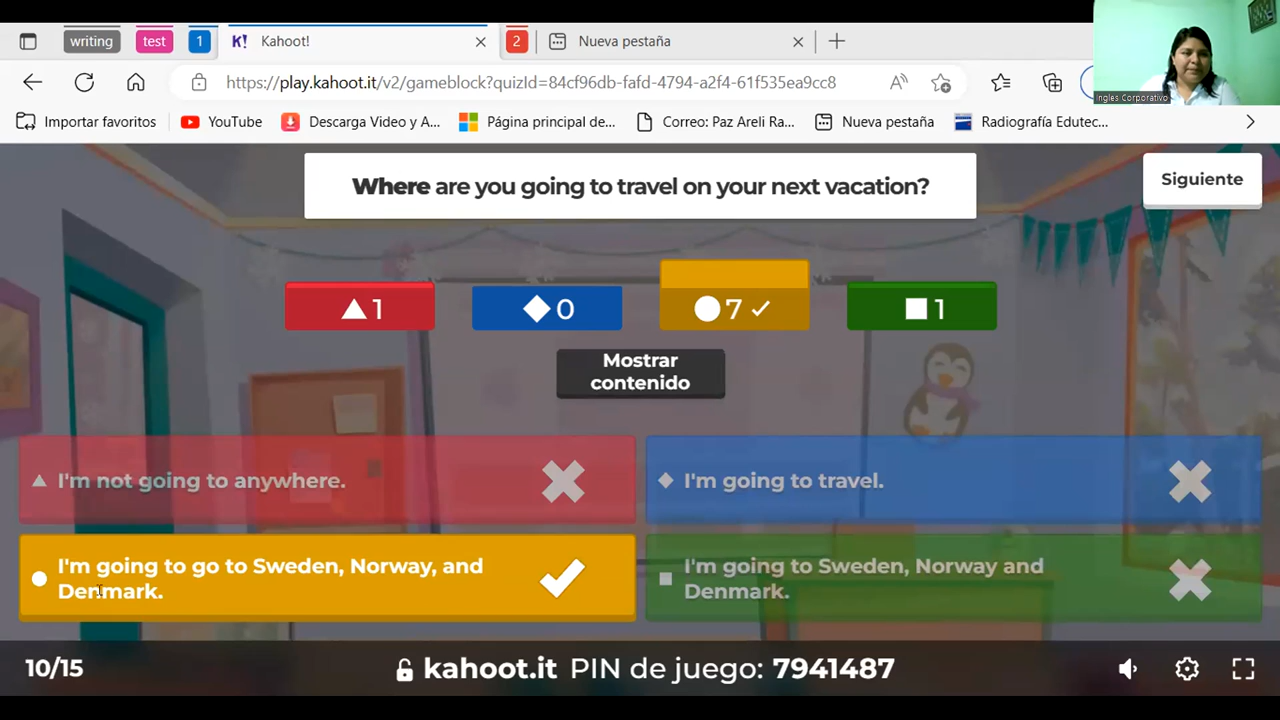 writing
test
1
K! Kahoot!
2
Nueva pestaña
https://play.kahoot.it/v2/gameblock?quizId=84cf96db-fafd-4794-a2f4-61f535ea9cc8
Ingles Corporativo
Importar favoritos
YouTube
Descarga Video y A...
Página principal de...
Correo: Paz Areli Ra...
Nueva pestaña
Radiografía Edutec...
Where are you going to travel on your next vacation?
Siguiente
1
0
7
1
Mostrar
contenido
I'm not going to anywhere.
I'm going to travel.
I'm going to go to Sweden, Norway, and
Denmark.
I'm going to Sweden, Norway and
Denmark.
10/15
kahoot.it PIN de juego: 7941487